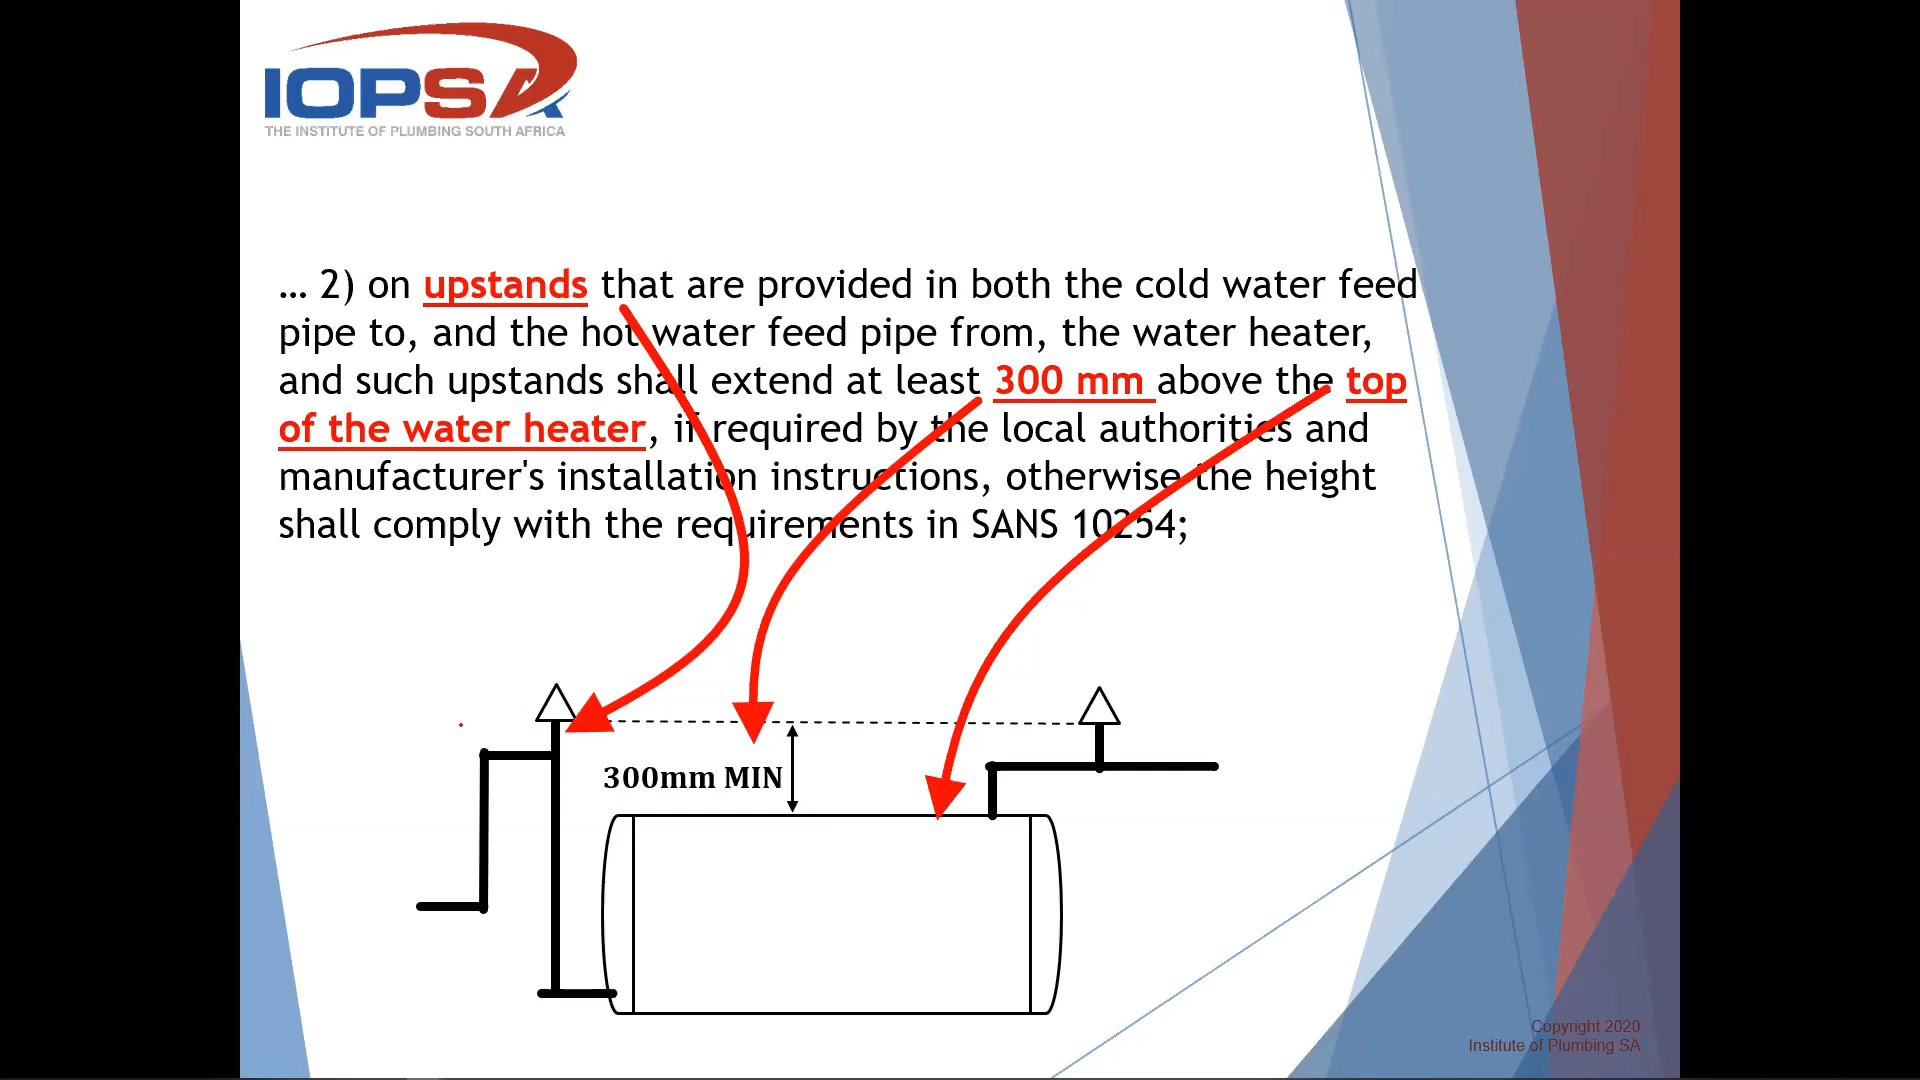 IOPSA
THE INSTITUTE OF PLUMBING SOUTH AFRICA
... 2) on upstands that are provided in both the cold water feed
pipe to, and the hot water feed pipe from, the water heater,
and such upstands shall extend at least 300 mm above the top
of the water heater, if required by the local authorities and
manufacturer's installation instructions, otherwise the height
shall comply with the requirements in SANS 10254;
300mm MIN
Copyright 2020
Institute of Plumbing SA